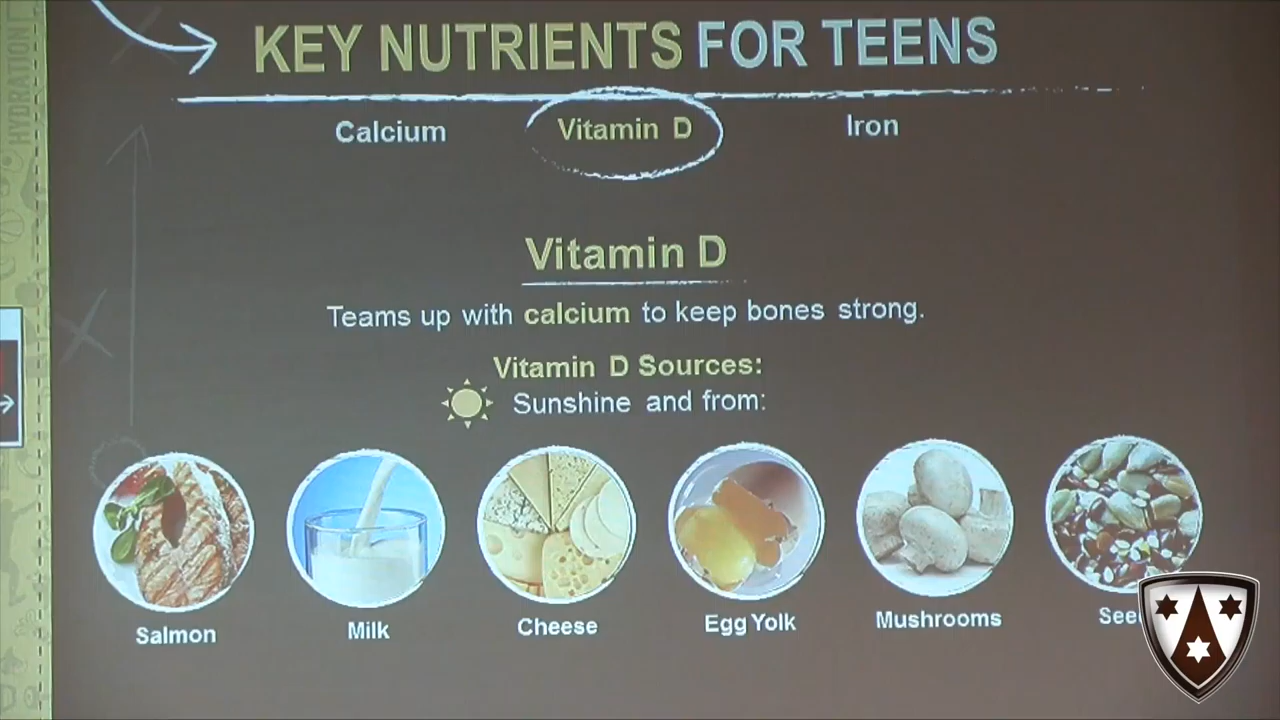 KEY NUTRIENTS FOR TEENS
Calcium Vitamin D Iron
Vitamin D
Teams up with calcium to keep bones strong.
Vitamin D Sources:
Sunshine and from:
Salmon Milk Cheese Egg Yolk Mushrooms
HYDRATION